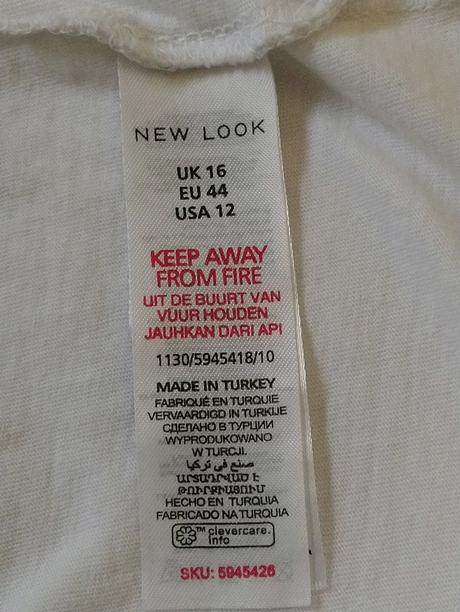 NEW LOOK
UK 16
EU 44
USA 12
KEEP AWAY
FROM FIRE
UIT DE BUURT VAN
VUUR HOUDEN
JAUHKAN DARI API
1130/5945418/10
MADE IN TURKEY
FABRIQUÉ EN TURQUIE
VERVAARDIGD IN TURKIJE
СДЕЛАНО В ТУРЦИИ
WYPRODUKOWANO
W TURCJI.
صنع في تركيا
ԱՐՏԱԴՐՎԱԾ Է
ԹՈՒՐՔԻԱՅՈՒՄ
HECHO EN TURQUIA
FABRICADO NA TURQUIA
clevercare.
info
SKU: 5945426